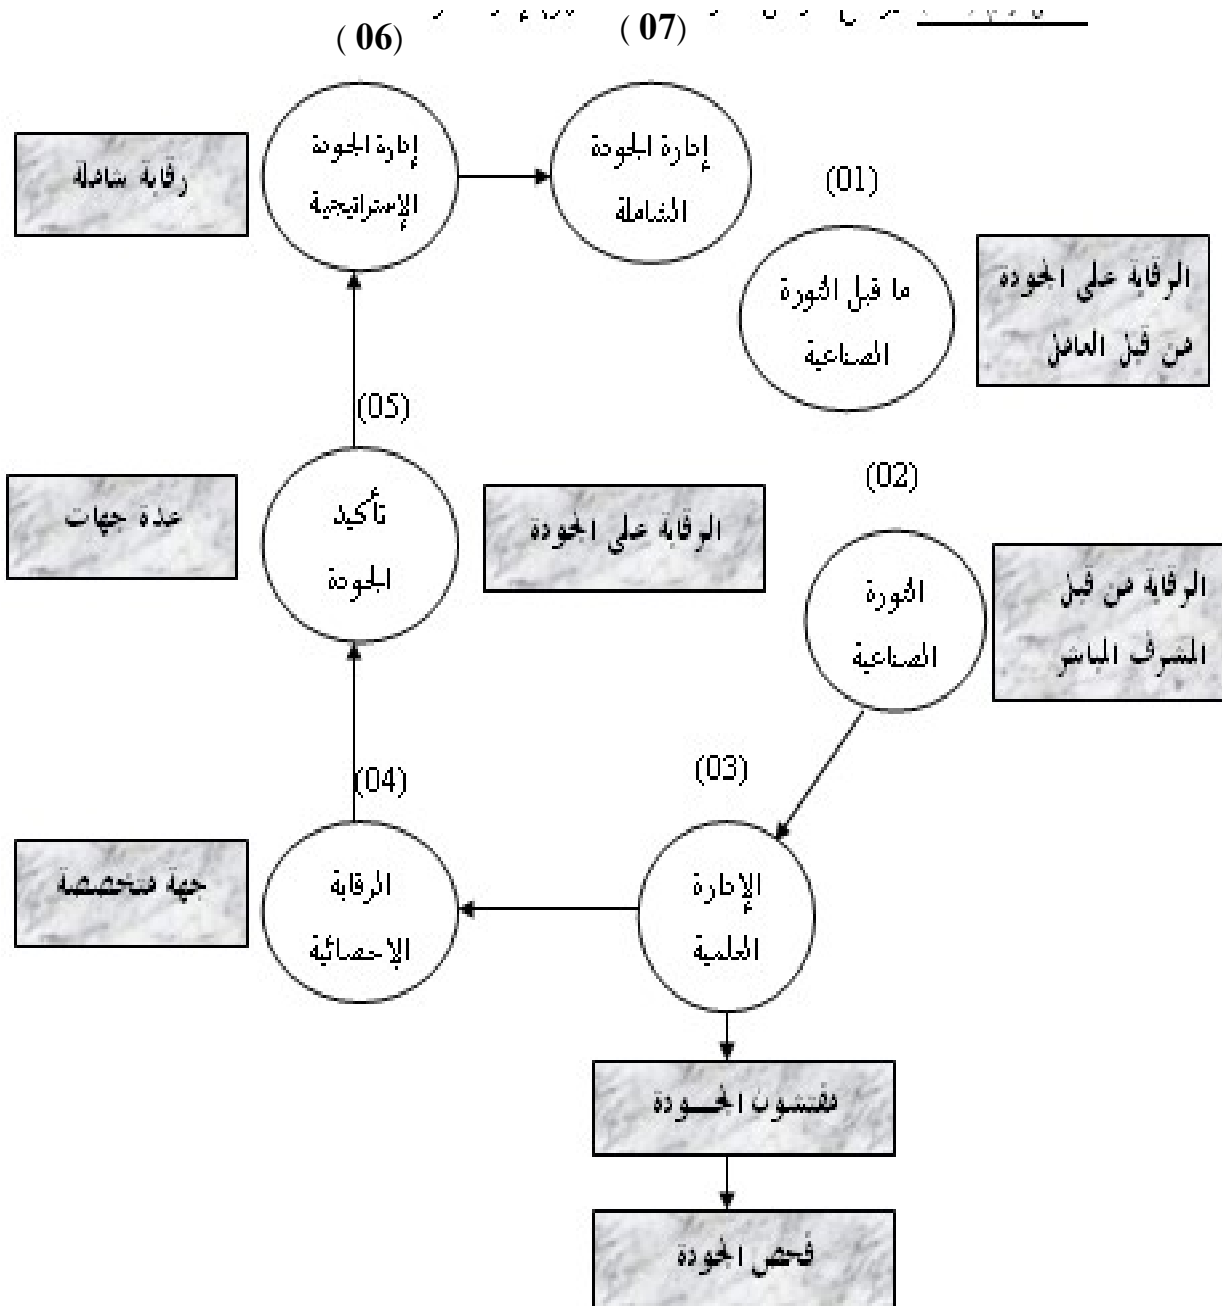 (01)
ما قبل الثورة
الصناعية
الرقابة على الجودة
من قبل العامل
(02)
الثورة
الصناعية
الرقابة من قبل
المشرف المباشر
(03)
الإدارة
العلمية
مفتشون الجـــودة
فحص الجودة
(04)
الرقابة
الإحصائية
جهة متخصصة
(05)
تأكيد
الجودة
عدة جهات
الرقابة على الجودة
( 06)
إدارة الجودة
الإستراتيجية
رقابة شاملة
( 07)
إدارة الجودة
الشاملة